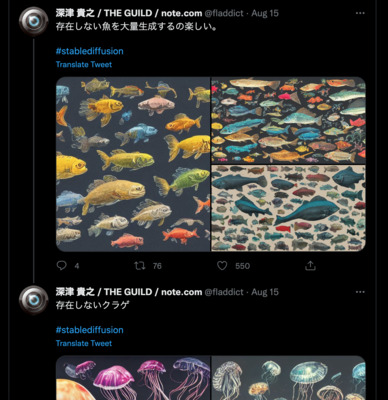 深津 貴之 / THE GUILD / note.com @fladdict · Aug 15
存在しない魚を大量生成するの楽しい。
#stablediffusion
Translate Tweet
4 76 550
深津 貴之 / THE GUILD / note.com @fladdict · Aug 15
存在しないクラゲ
#stablediffusion
Translate Tweet